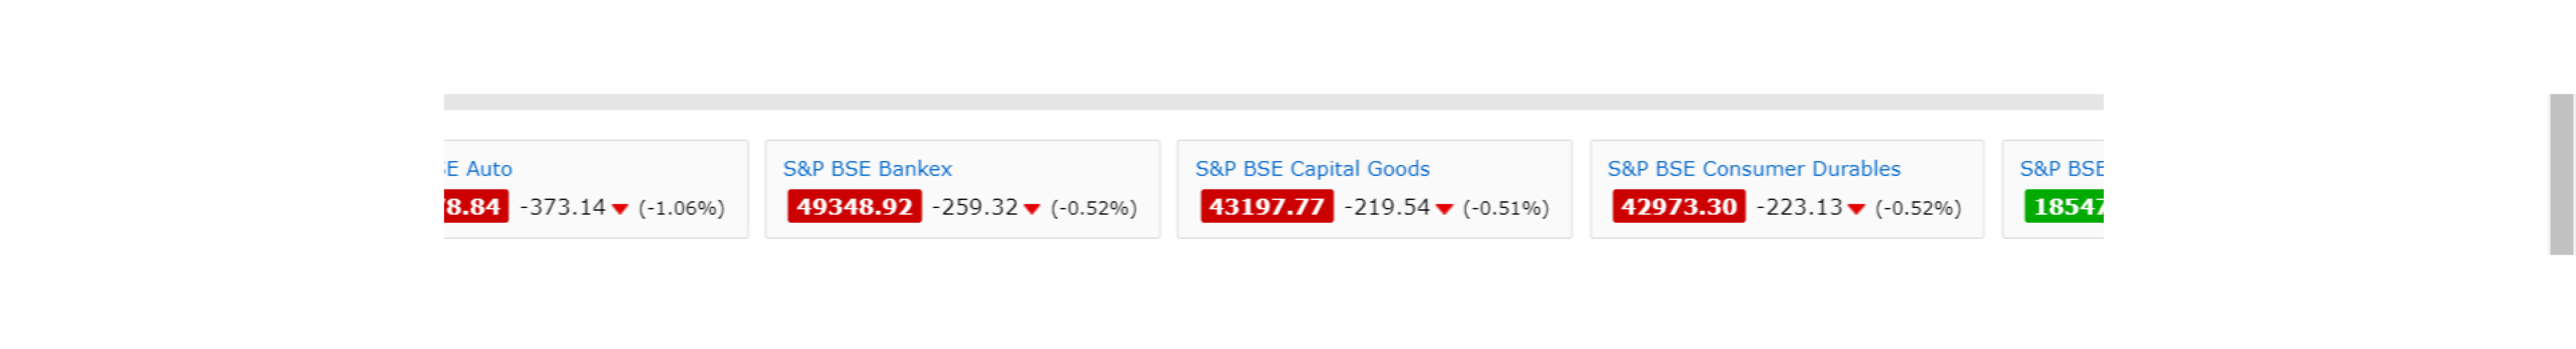 E Auto
8.84 -373.14 (-1.06%)
S&P BSE Bankex
49348.92 -259.32 (-0.52%)
S&P BSE Capital Goods
43197.77 -219.54 (-0.51%)
S&P BSE Consumer Durables
42973.30 -223.13 (-0.52%)
S&P BSE
18547